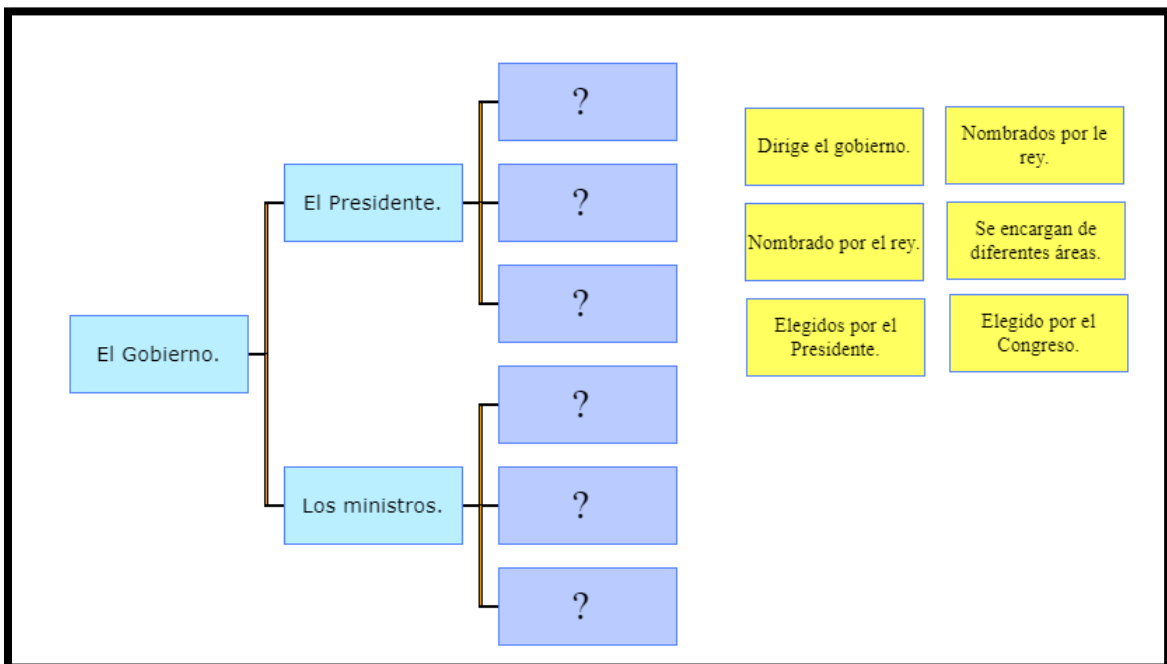 ?
Dirige el gobierno.
Nombrados por le
rey.
El Presidente.
?
Nombrado por el rey.
Se encargan de
diferentes áreas.
?
Elegidos por el
Presidente.
Elegido por el
Congreso.
El Gobierno.
?
Los ministros.
?
?